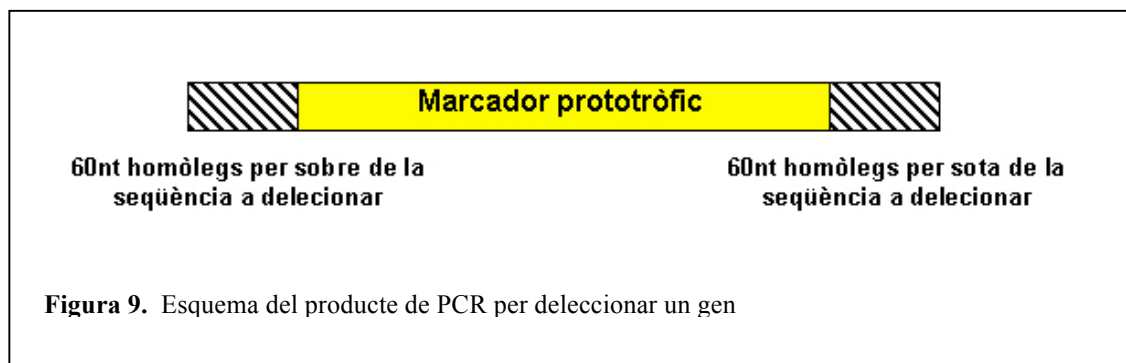 Marcador prototròfic
60nt homòlegs per sobre de la
seqüència a delecionar
60nt homòlegs per sota de la
seqüència a delecionar
Figura 9. Esquema del producte de PCR per deleccionar un gen